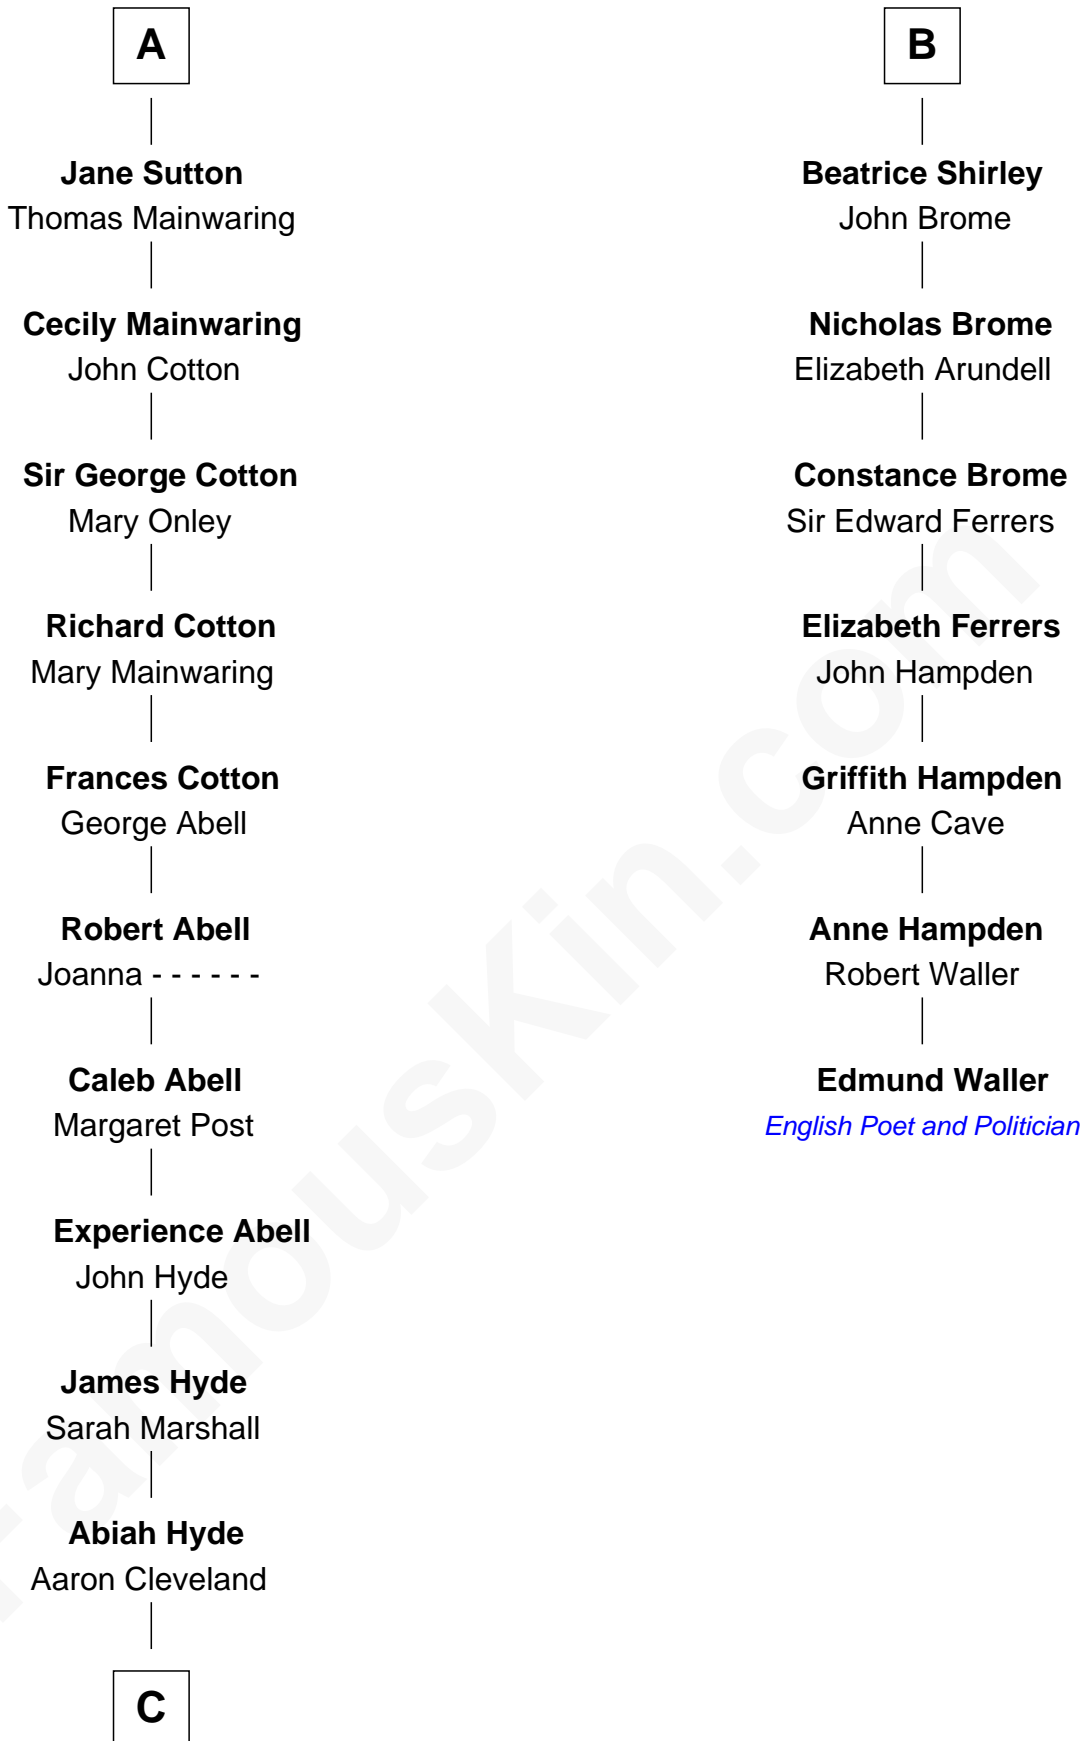 A
Jane Sutton
Thomas Mainwaring
Cecily Mainwaring
John Cotton
Sir George Cotton
Mary Onley
Richard Cotton
Mary Mainwaring
Frances Cotton
George Abell
Robert Abell
Joanna - - - - - -
Caleb Abell
Margaret Post
Experience Abell
John Hyde
James Hyde
Sarah Marshall
Abiah Hyde
Aaron Cleveland
C
B
Beatrice Shirley
John Brome
Nicholas Brome
Elizabeth Arundell
Constance Brome
Sir Edward Ferrers
Elizabeth Ferrers
John Hampden
Griffith Hampden
Anne Cave
Anne Hampden
Robert Waller
Edmund Waller
English Poet and Politician
FamousKin.com